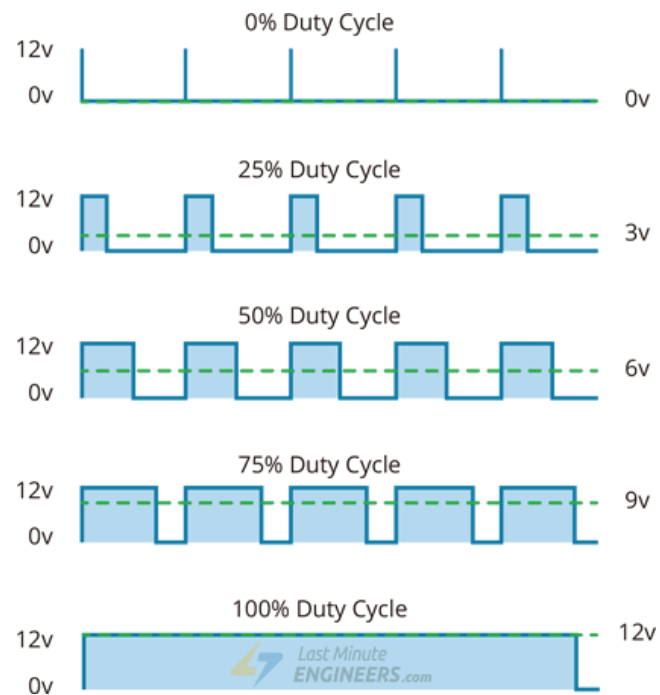 0% Duty Cycle
12v
0v
0v
25% Duty Cycle
12v
0v
3v
50% Duty Cycle
12v
0v
6v
75% Duty Cycle
12v
0v
9v
100% Duty Cycle
12v
12v
0v
Last Minute
ENGINEERS.com